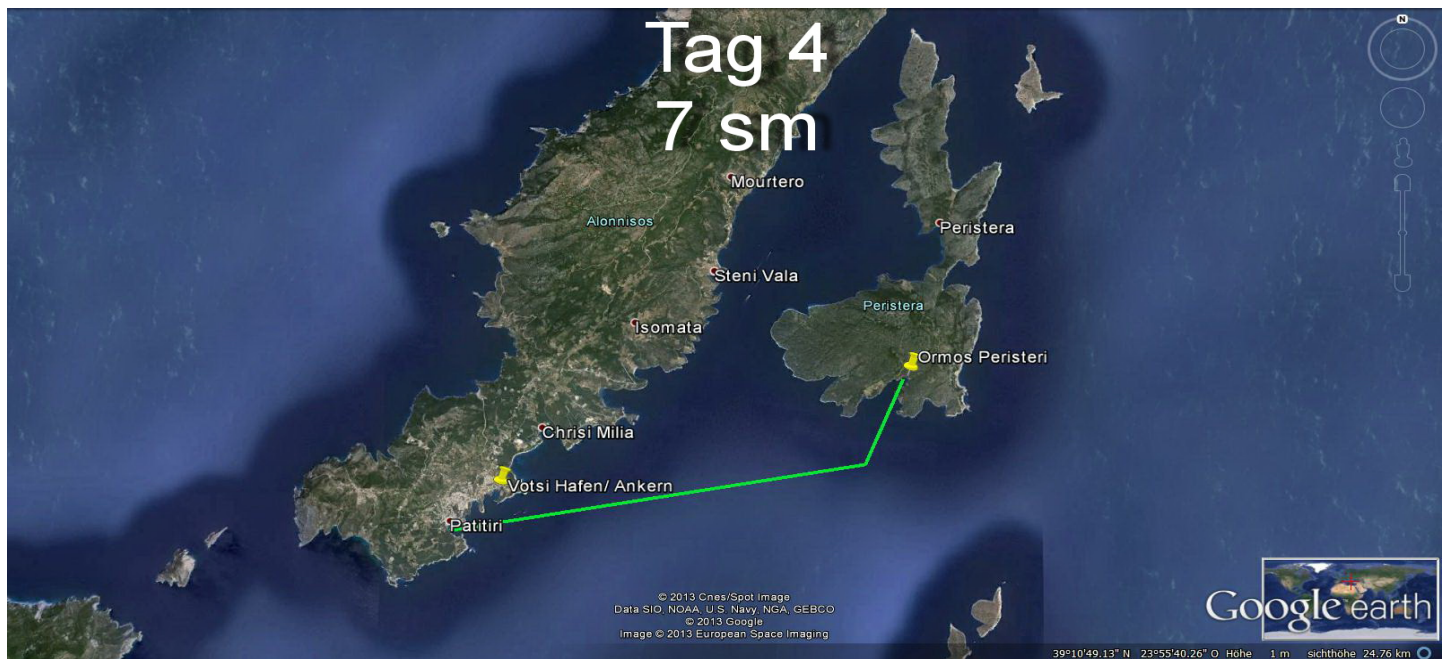 Tag 4
7 sm
N
Mourtero
Alonnisos
Peristera
Steni Vala
Peristera
Isomata
Ormos Peristeri
Chrisi Milia
Votsi Hafen/ Ankern
Patitiri
© 2013 Cnes/Spot Image
Data SIO, NOAA, U.S. Navy, NGA, GEBCO
© 2013 Google
Image © 2013 European Space Imaging
Google earth
39°10'49.13" N 23°55'40.26" O Höhe 1 m sichthöhe 24.76 km